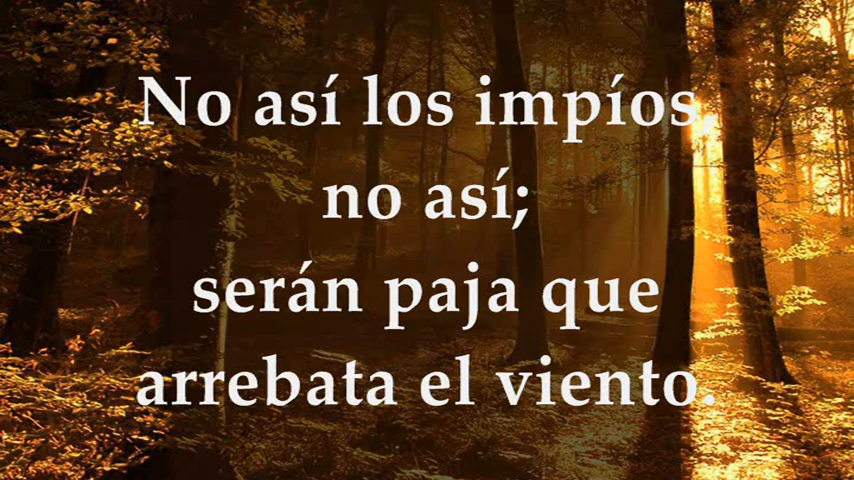 No así los impíos,
no así;
serán paja que
arrebata el viento.